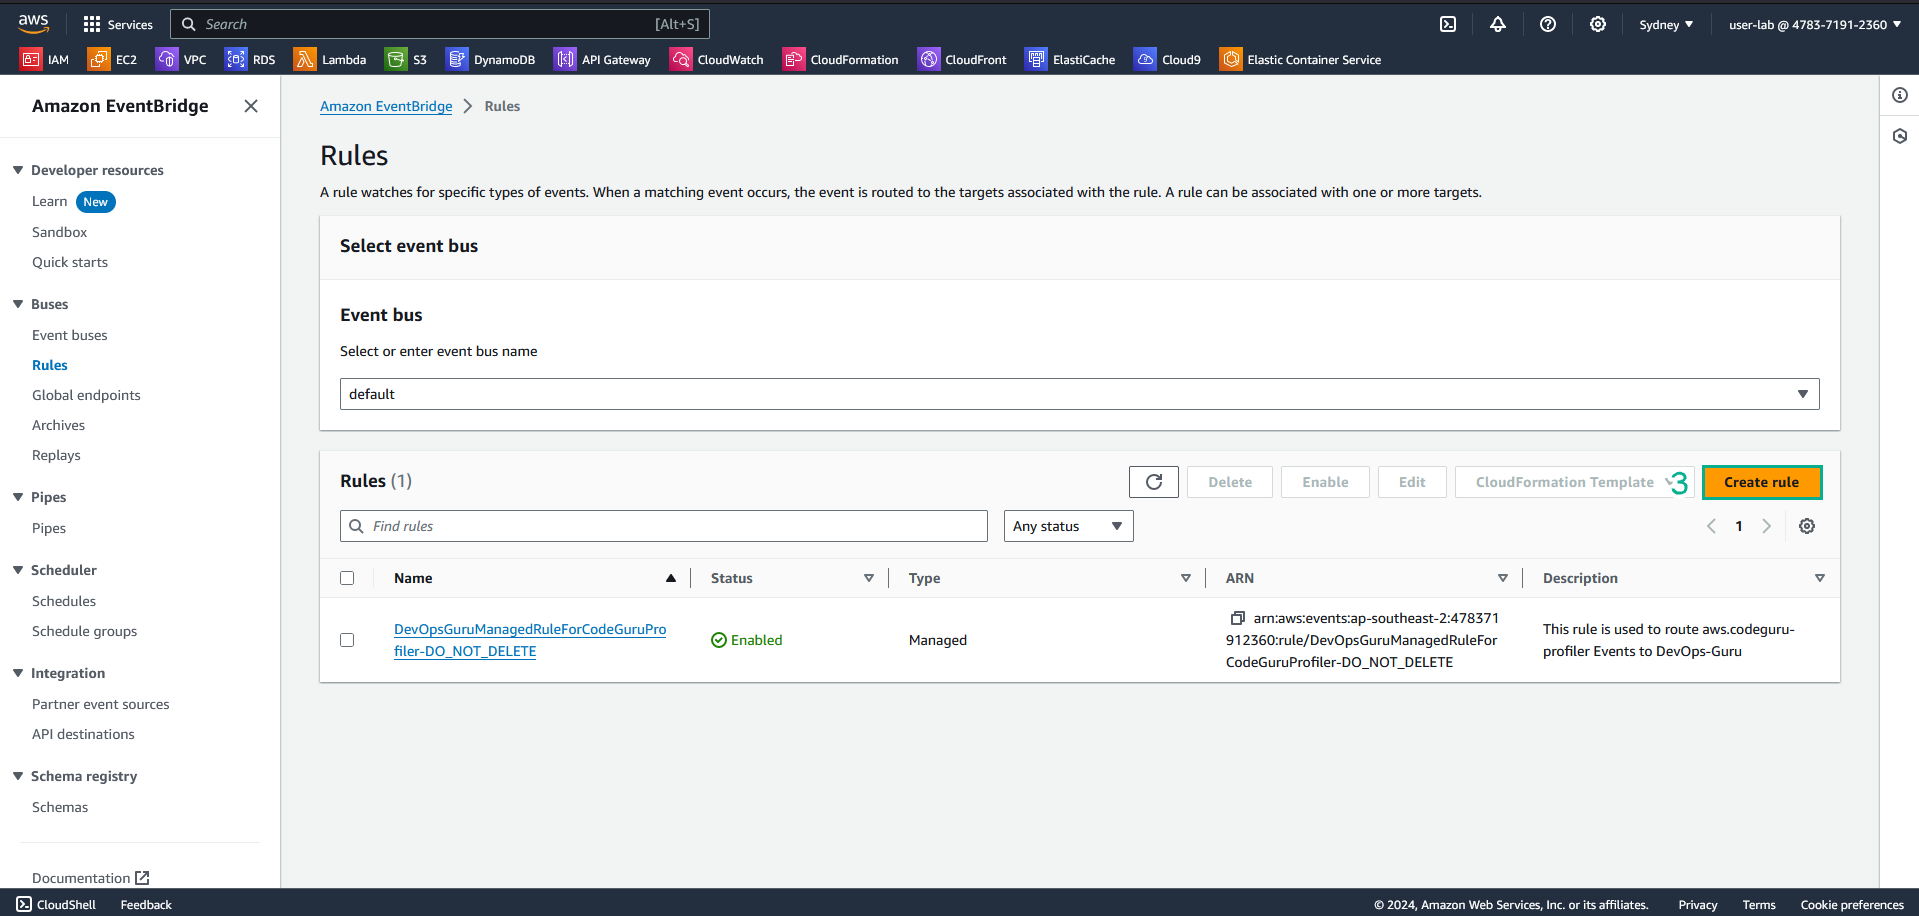 aws
Services
Search
[Alt+S]
Sydney
user-lab @ 4783-7191-2360
IAM
EC2
VPC
RDS
Lambda
S3
DynamoDB
API Gateway
CloudWatch
CloudFormation
CloudFront
ElastiCache
Cloud9
Elastic Container Service
Amazon EventBridge
Developer resources
Learn
New
Sandbox
Quick starts
Buses
Event buses
Rules
Global endpoints
Archives
Replays
Pipes
Pipes
Scheduler
Schedules
Schedule groups
Integration
Partner event sources
API destinations
Schema registry
Schemas
Documentation
Amazon EventBridge
Rules
Rules
A rule watches for specific types of events. When a matching event occurs, the event is routed to the targets associated with the rule. A rule can be associated with one or more targets.
Select event bus
Event bus
Select or enter event bus name
default
Rules (1)
Delete
Enable
Edit
CloudFormation Template
3
Create rule
Find rules
Any status
1
Name
Status
Type
ARN
Description
DevOpsGuruManagedRuleForCodeGuruPro
filer-DO_NOT_DELETE
Enabled
Managed
arn:aws:events:ap-southeast-2:478371
912360:rule/DevOpsGuruManagedRuleFor
CodeGuruProfiler-DO_NOT_DELETE
This rule is used to route aws.codeguru-
profiler Events to DevOps-Guru
CloudShell
Feedback
© 2024, Amazon Web Services, Inc. or its affiliates.
Privacy
Terms
Cookie preferences